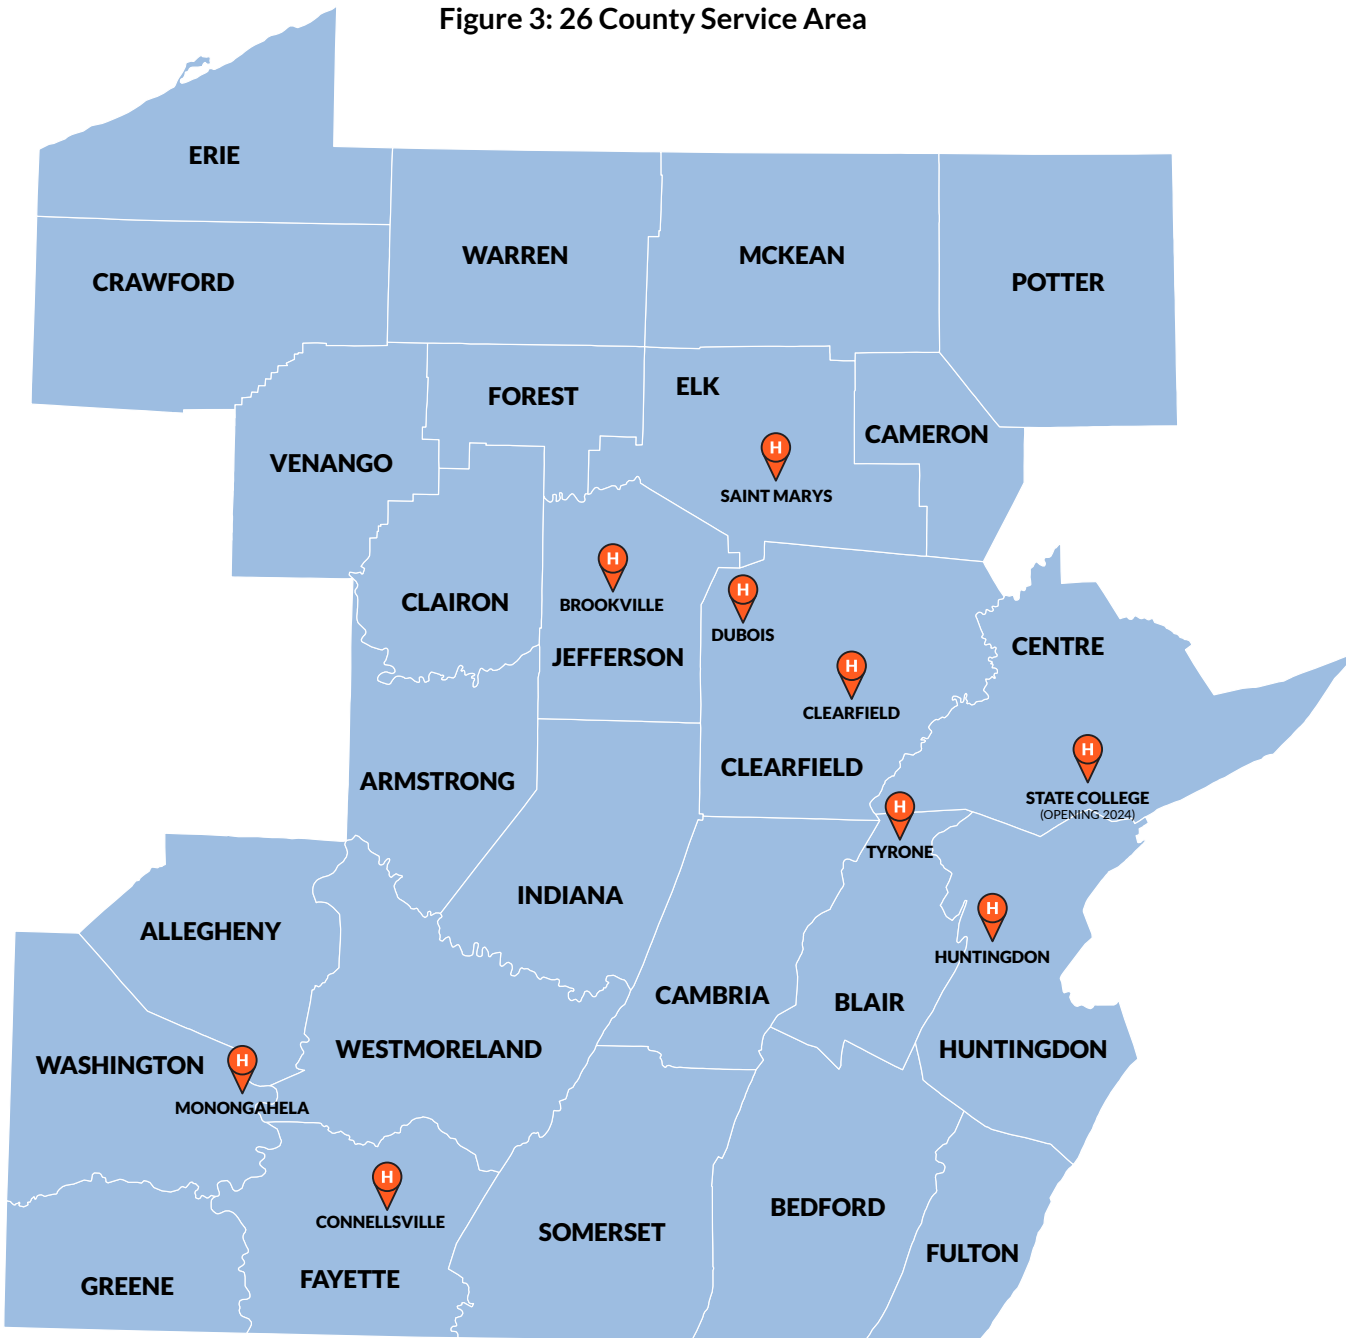 Figure 3: 26 County Service Area
ERIE
WARREN
MCKEAN
CRAWFORD
POTTER
FOREST
ELK
CAMERON
VENANGO
H
SAINT MARYS
H
BROOKVILLE
H
DUBOIS
CLAIRON
JEFFERSON
CENTRE
H
CLEARFIELD
CLEARFIELD
ARMSTRONG
H
STATE COLLEGE
(OPENING 2024)
H
TYRONE
INDIANA
ALLEGHENY
H
HUNTINGDON
CAMBRIA
BLAIR
WESTMORELAND
HUNTINGDON
WASHINGTON
H
MONONGAHELA
H
CONNELLSVILLE
BEDFORD
SOMERSET
FULTON
FAYETTE
GREENE